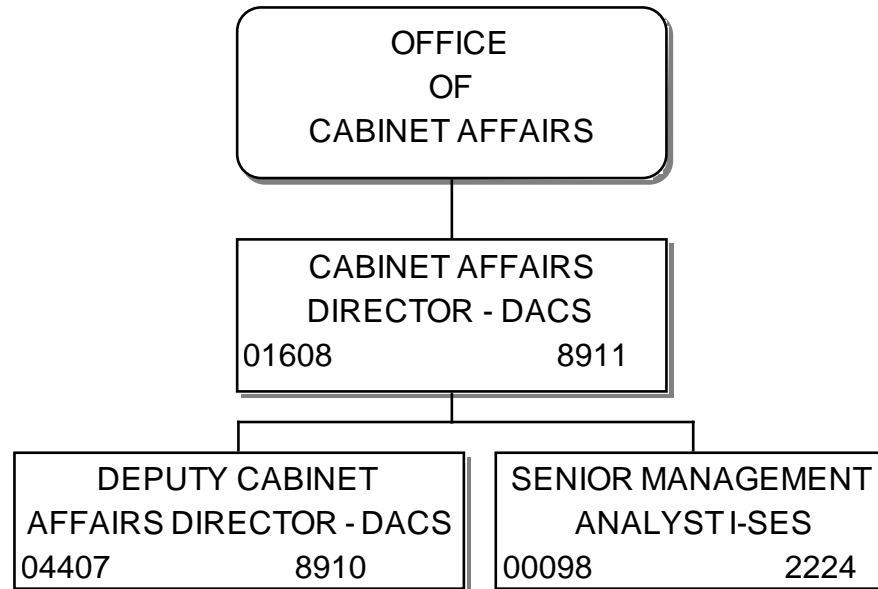 OFFICE
OF
CABINET AFFAIRS
CABINET AFFAIRS
DIRECTOR - DACS
01608 8911
DEPUTY CABINET
AFFAIRS DIRECTOR - DACS
04407 8910
SENIOR MANAGEMENT
ANALYST I-SES
00098 2224